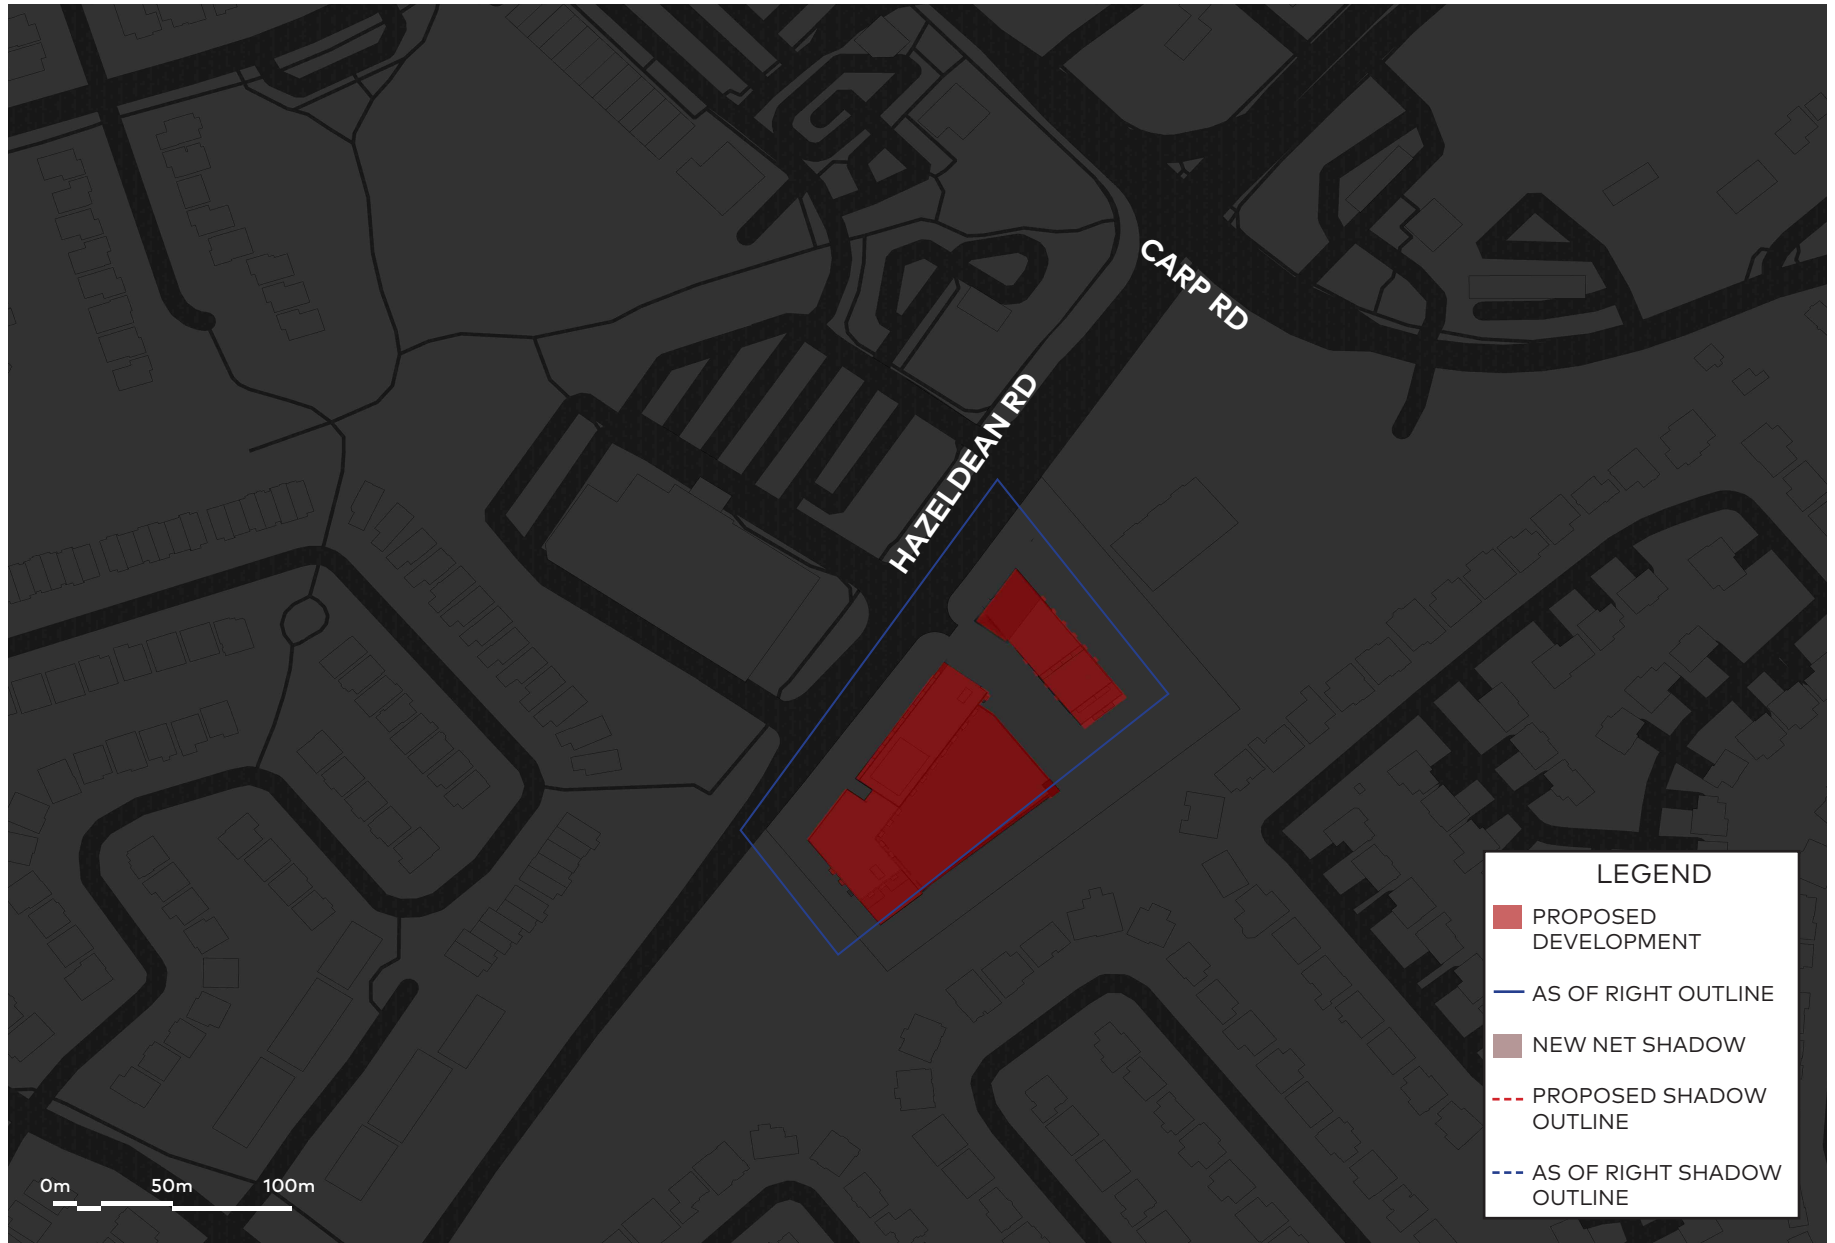 CARP RD
HAZELDEAN RD
LEGEND
PROPOSED
DEVELOPMENT
AS OF RIGHT OUTLINE
NEW NET SHADOW
PROPOSED SHADOW
OUTLINE
AS OF RIGHT SHADOW
OUTLINE
0m 50m 100m